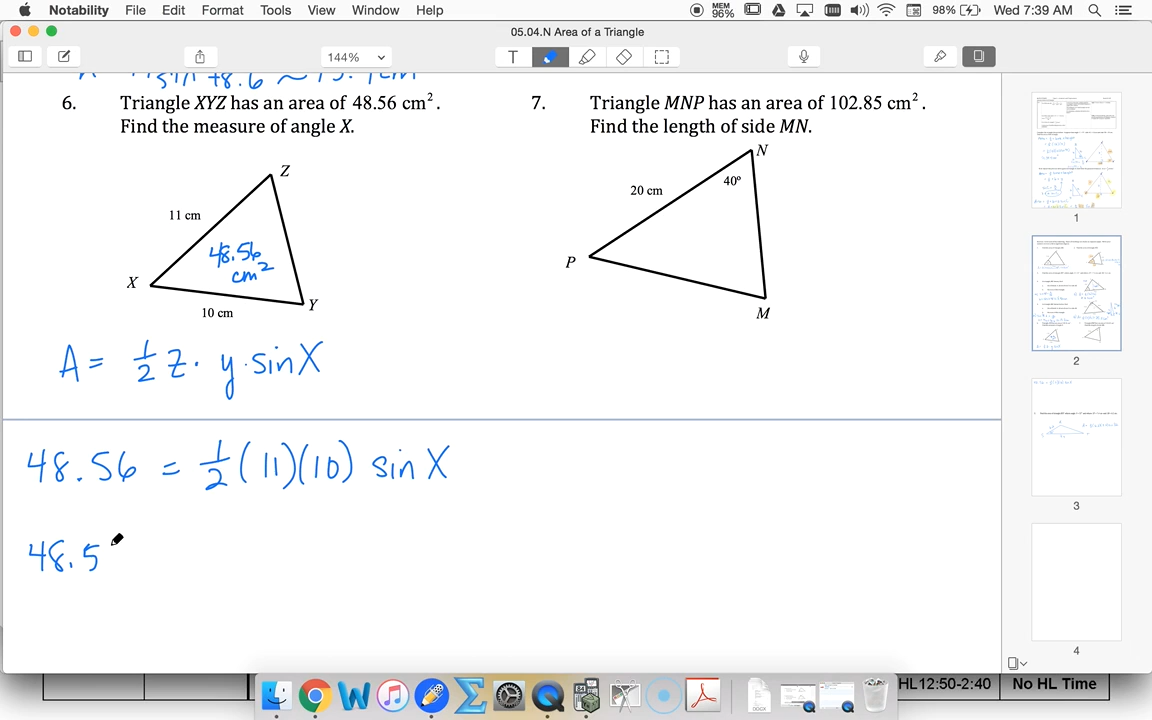 Notability File Edit Format Tools View Window Help MEM 96% 98% Wed 7:39 AM
05.04.N Area of a Triangle
144% T
6. Triangle XYZ has an area of 48.56 cm². Find the measure of angle X.
Z
11 cm
48.56 cm²
X
Y
10 cm
A = 1/2 z · y · sin X
48.56 = 1/2 (11)(10) sin X
48.5
7. Triangle MNP has an area of 102.85 cm². Find the length of side MN.
N
40º
20 cm
P
M
1
2
3
4
HL12:50-2:40 No HL Time